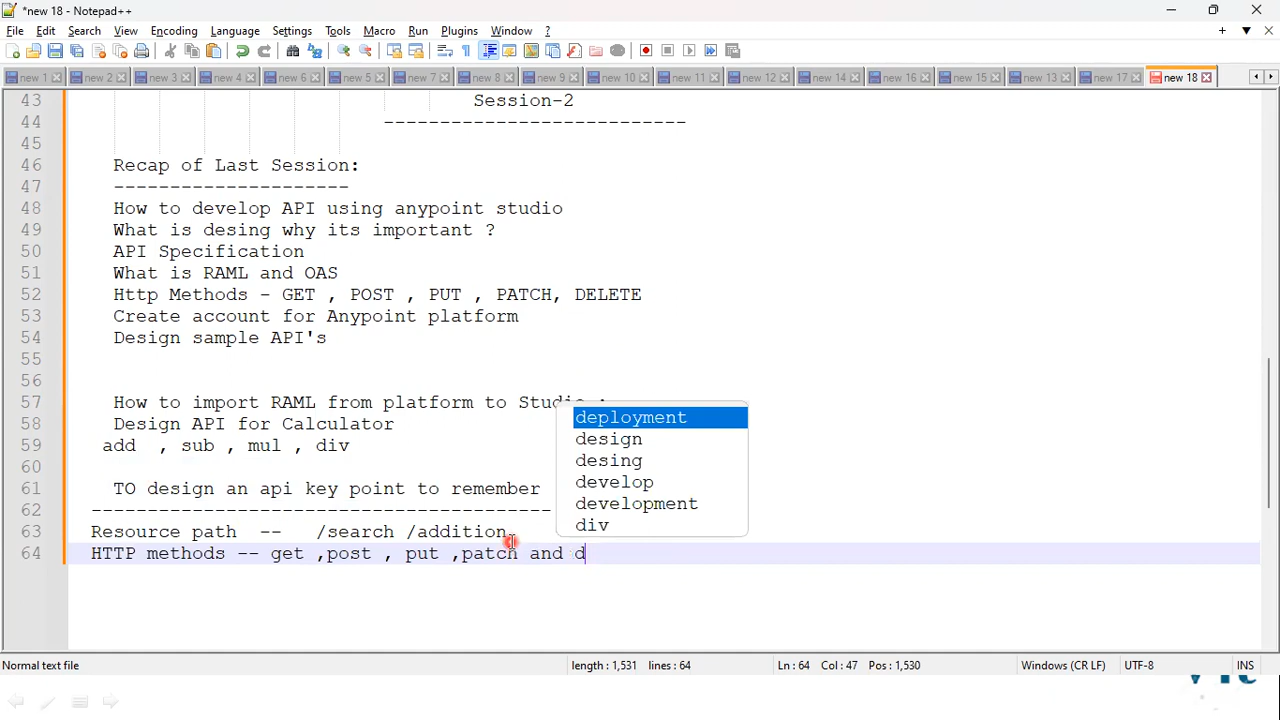 *new 18 - Notepad++
File Edit Search View Encoding Language Settings Tools Macro Run Plugins Window ?
new 1 new 2 new 3 new 4 new 6 new 5 new 7 new 8 new 9 new 10 new 11 new 12 new 14 new 16 new 15 new 13 new 17 new 18
43 Session-2
44 ---------------------------
45
46 Recap of Last Session:
47 ---------------------
48 How to develop API using anypoint studio
49 What is desing why its important ?
50 API Specification
51 What is RAML and OAS
52 Http Methods - GET , POST , PUT , PATCH, DELETE
53 Create account for Anypoint platform
54 Design sample API's
55
56
57 How to import RAML from platform to Studio :
58 Design API for Calculator
59 add , sub , mul , div
60
61 TO design an api key point to remember
62 -----------------------------------------
63 Resource path -- /search /addition
64 HTTP methods -- get ,post , put ,patch and d
deployment
design
desing
develop
development
div
Normal text file length : 1,531 lines : 64 Ln : 64 Col : 47 Pos : 1,530 Windows (CR LF) UTF-8 INS